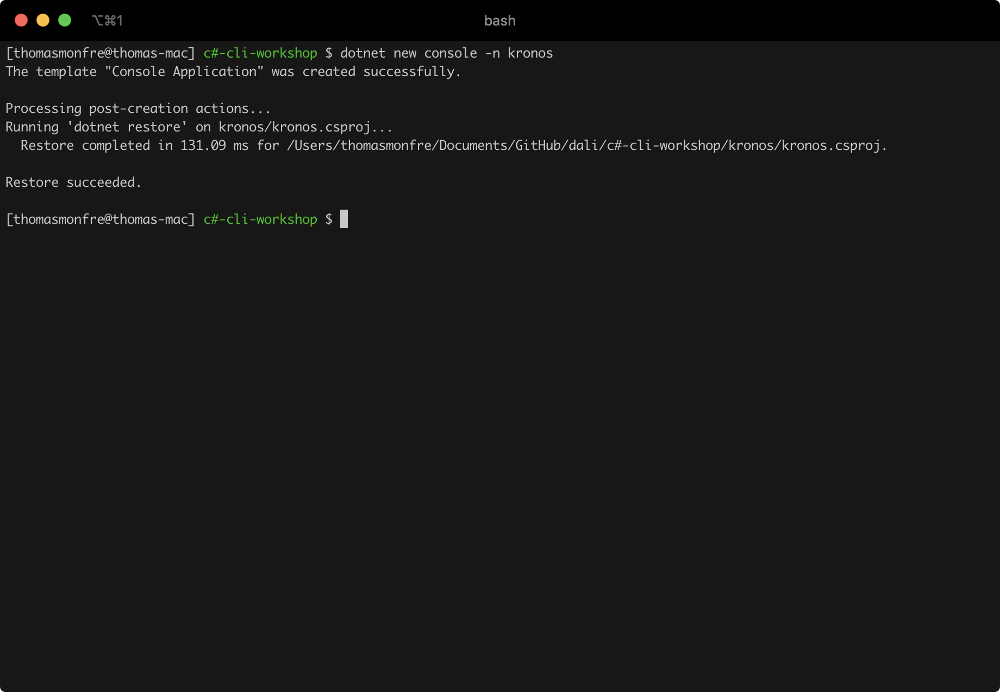 ⌥⌘1
bash
[thomasmonfre@thomas-mac] c#-cli-workshop $ dotnet new console -n kronos
The template "Console Application" was created successfully.
Processing post-creation actions...
Running 'dotnet restore' on kronos/kronos.csproj...
Restore completed in 131.09 ms for /Users/thomasmonfre/Documents/GitHub/dali/c#-cli-workshop/kronos/kronos.csproj.
Restore succeeded.
[thomasmonfre@thomas-mac] c#-cli-workshop $